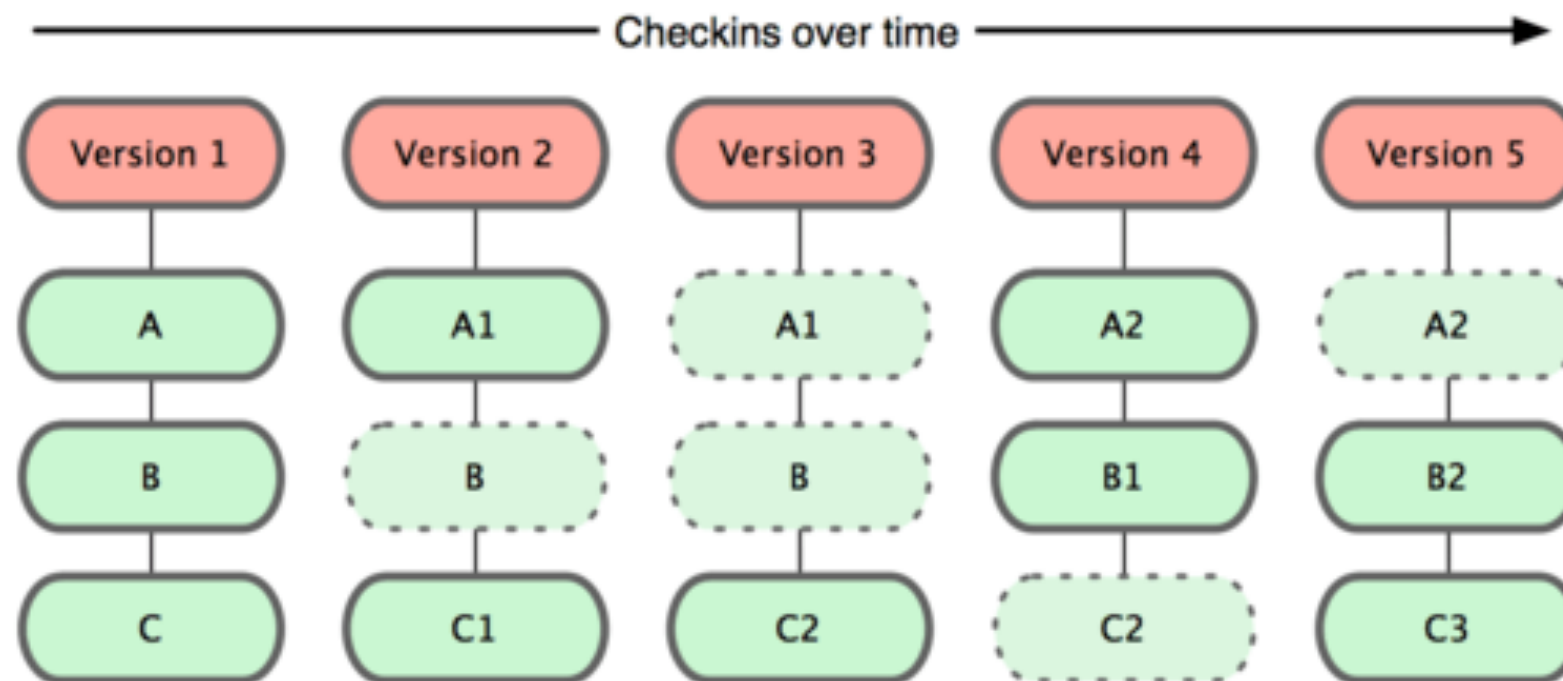 Checkins over time
Version 1 Version 2 Version 3 Version 4 Version 5
A A1 A1 A2 A2
B B B B1 B2
C C1 C2 C2 C3